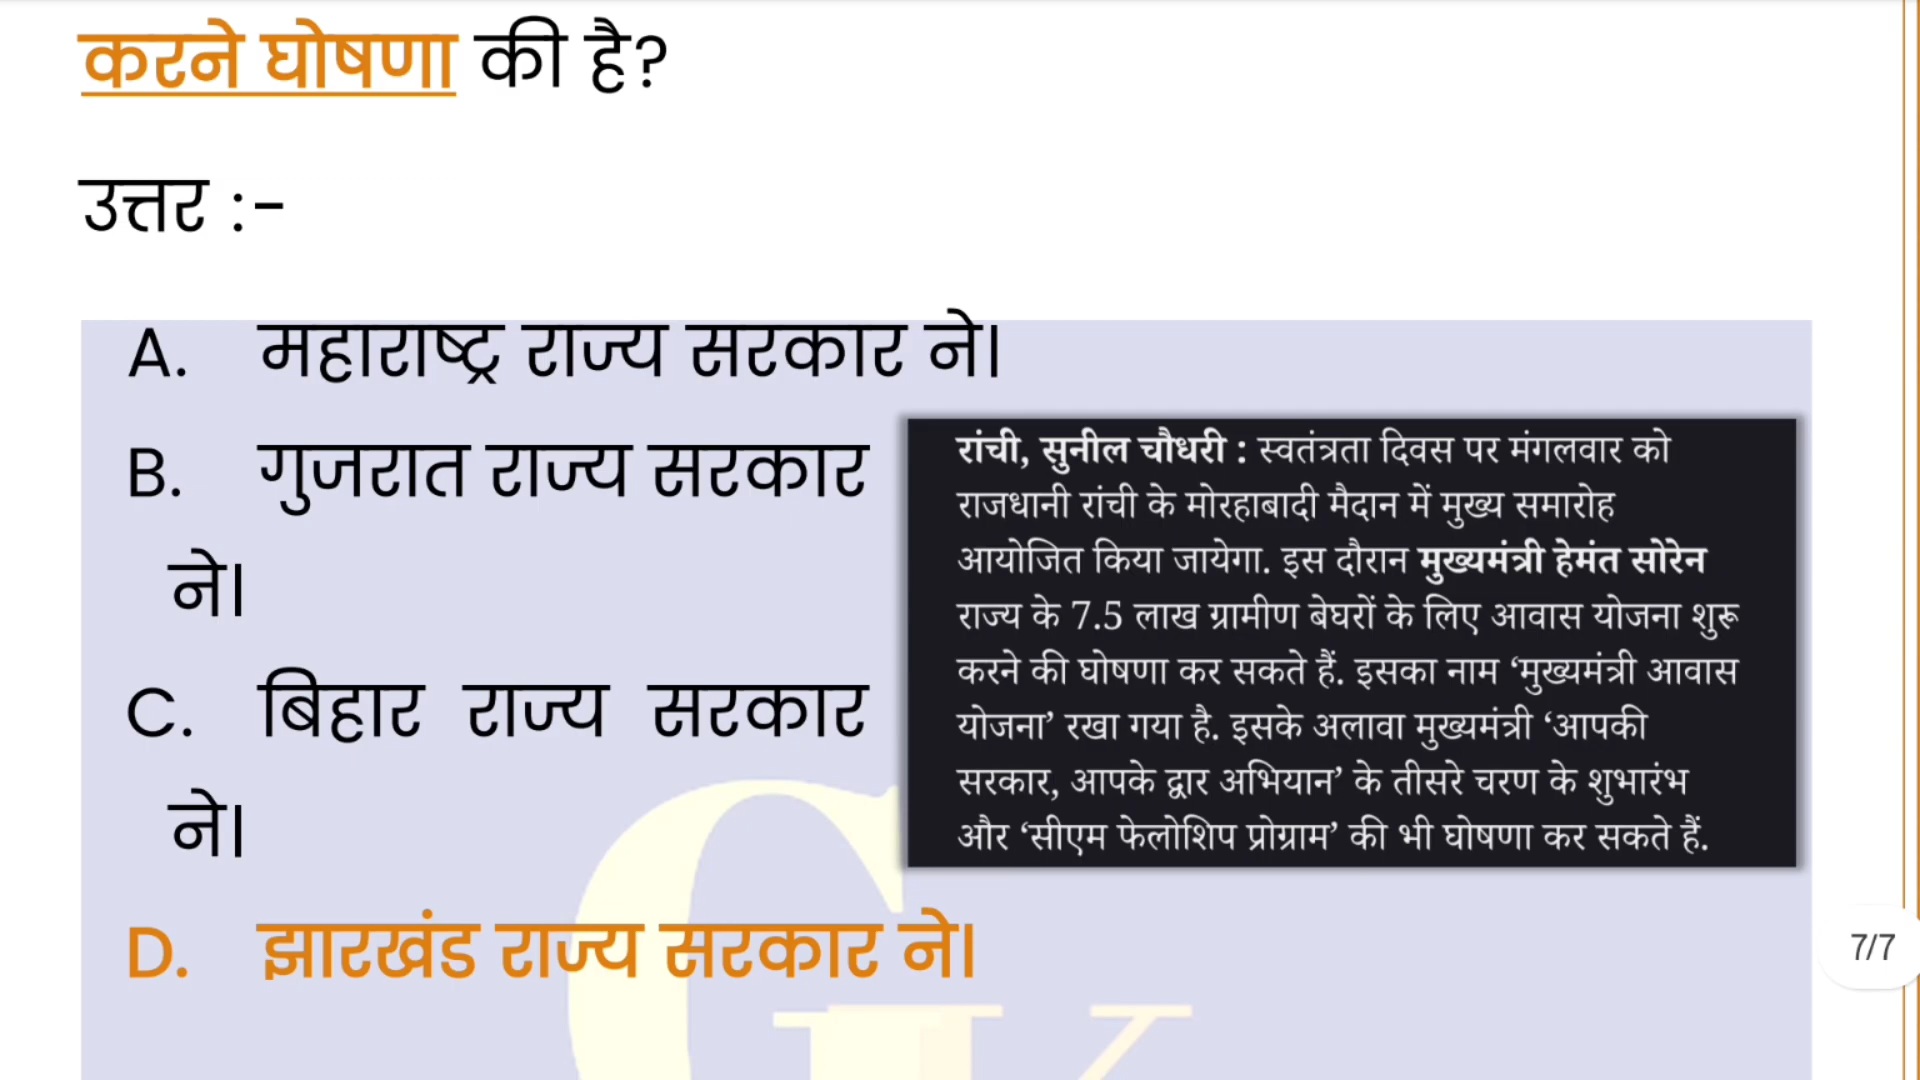 करने घोषणा की है?
उत्तर :-
A. महाराष्ट्र राज्य सरकार ने।
B. गुजरात राज्य सरकार
ने।
C. बिहार राज्य सरकार
ने।
D. झारखंड राज्य सरकार ने।
रांची, सुनील चौधरी : स्वतंत्रता दिवस पर मंगलवार को
राजधानी रांची के मोरहाबादी मैदान में मुख्य समारोह
आयोजित किया जायेगा. इस दौरान मुख्यमंत्री हेमंत सोरेन
राज्य के 7.5 लाख ग्रामीण बेघरों के लिए आवास योजना शुरू
करने की घोषणा कर सकते हैं. इसका नाम ‘मुख्यमंत्री आवास
योजना’ रखा गया है. इसके अलावा मुख्यमंत्री ‘आपकी
सरकार, आपके द्वार अभियान’ के तीसरे चरण के शुभारंभ
और ‘सीएम फेलोशिप प्रोग्राम’ की भी घोषणा कर सकते हैं.
7/7